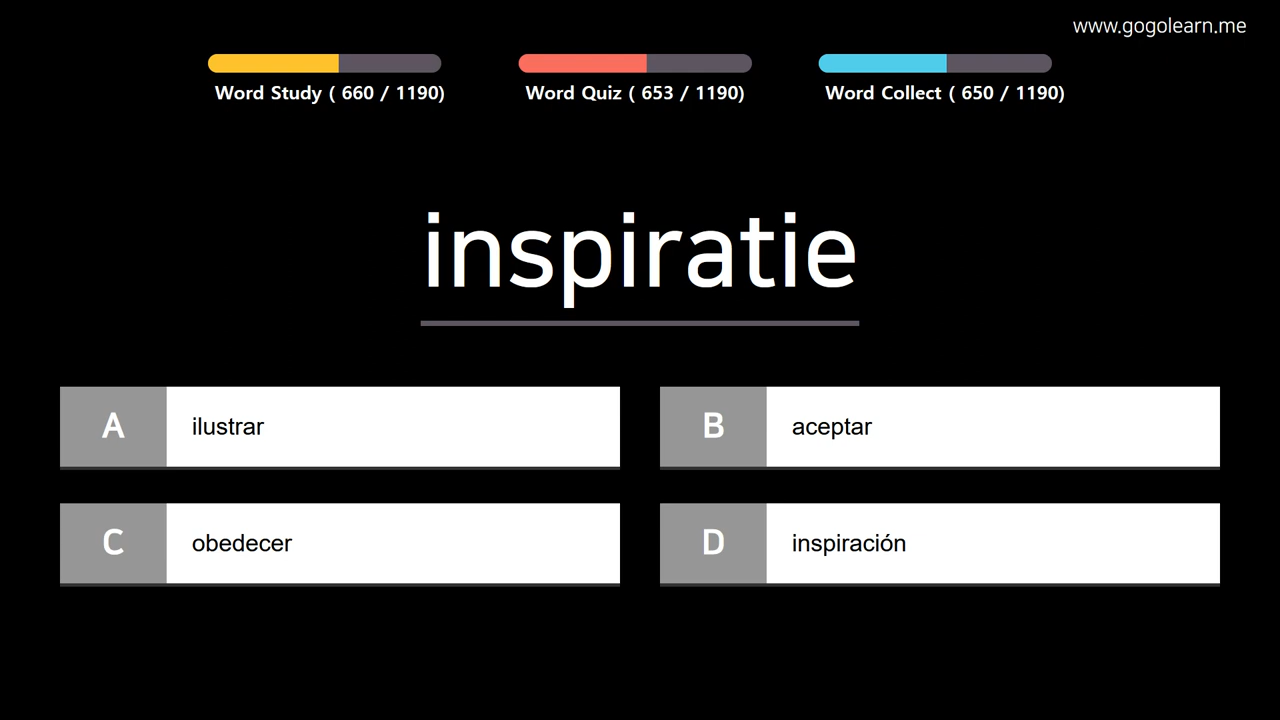 www.gogolearn.me
Word Study ( 660 / 1190)
Word Quiz ( 653 / 1190)
Word Collect ( 650 / 1190)
inspiratie
A ilustrar
B aceptar
C obedecer
D inspiración